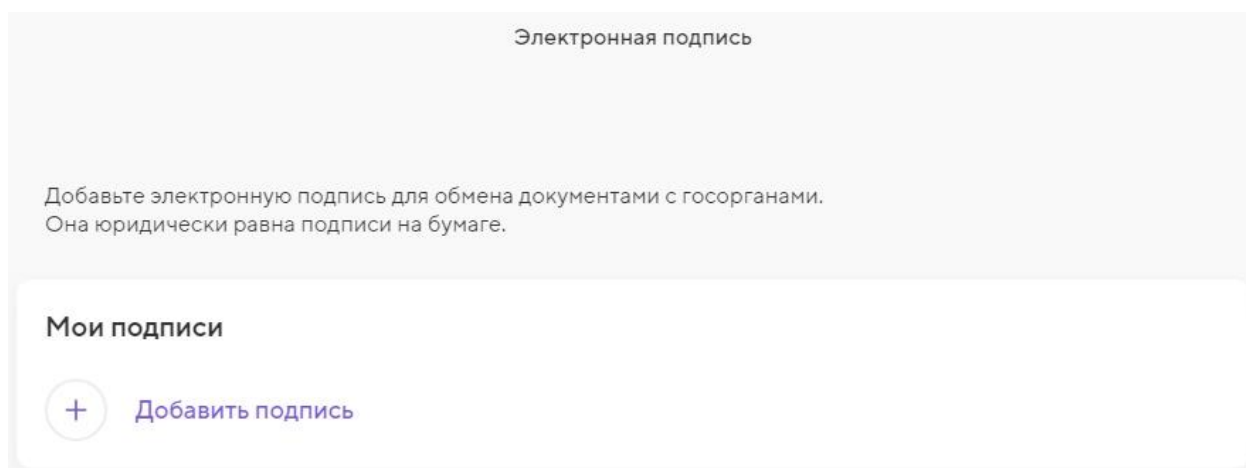 Электронная подпись
Добавьте электронную подпись для обмена документами с госорганами.
Она юридически равна подписи на бумаге.
Мои подписи
+ Добавить подпись